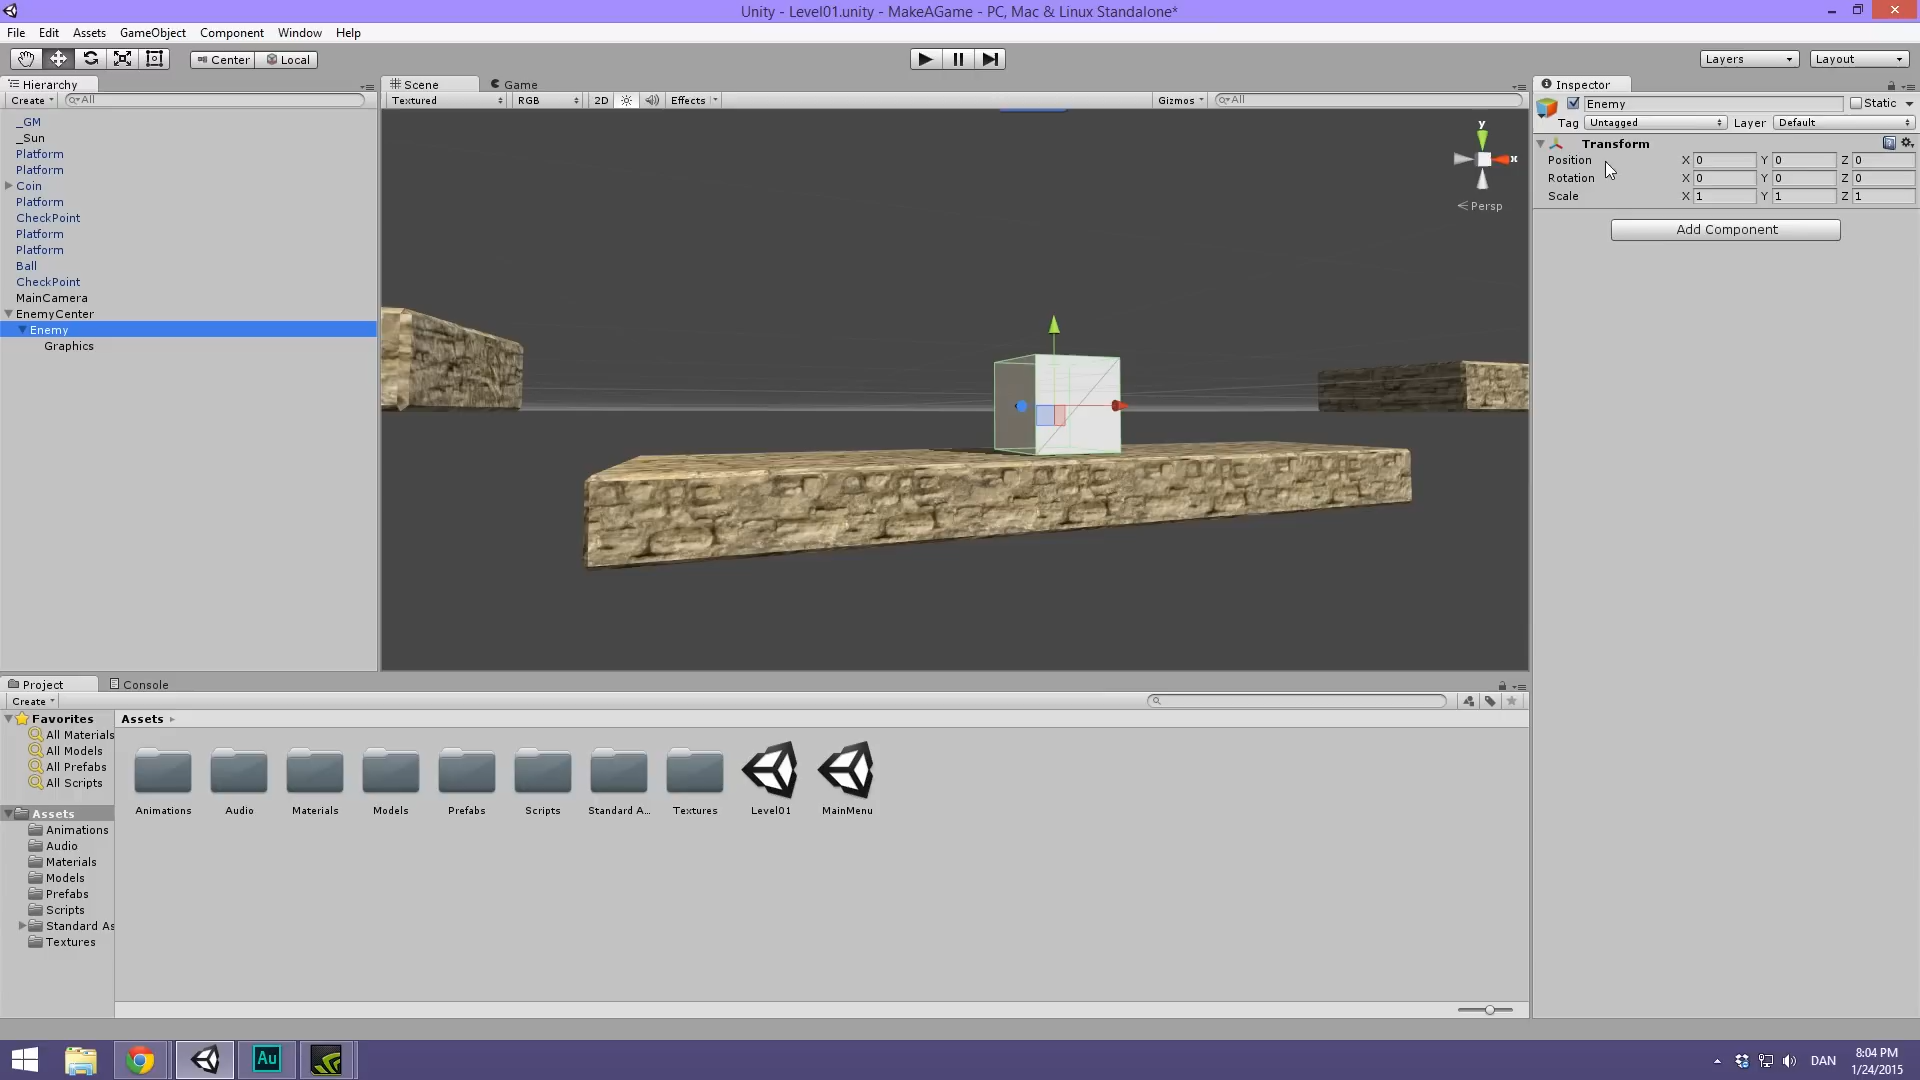 Unity - Level01.unity - MakeAGame - PC, Mac & Linux Standalone*
File Edit Assets GameObject Component Window Help
Center Local Layers Layout
Hierarchy
Create All
_GM
_Sun
Platform
Platform
Coin
Platform
CheckPoint
Platform
Platform
Ball
CheckPoint
MainCamera
EnemyCenter
Enemy
Graphics
Scene Game
Textured RGB 2D Effects Gizmos All
y
x
Persp
Inspector
Enemy Static
Tag Untagged Layer Default
Transform
Position X 0 Y 0 Z 0
Rotation X 0 Y 0 Z 0
Scale X 1 Y 1 Z 1
Add Component
Project Console
Create
Favorites
All Materials
All Models
All Prefabs
All Scripts
Assets
Animations
Audio
Materials
Models
Prefabs
Scripts
Standard As
Textures
Assets
Animations Audio Materials Models Prefabs Scripts Standard A... Textures Level01 MainMenu
Au
DAN
8:04 PM
1/24/2015